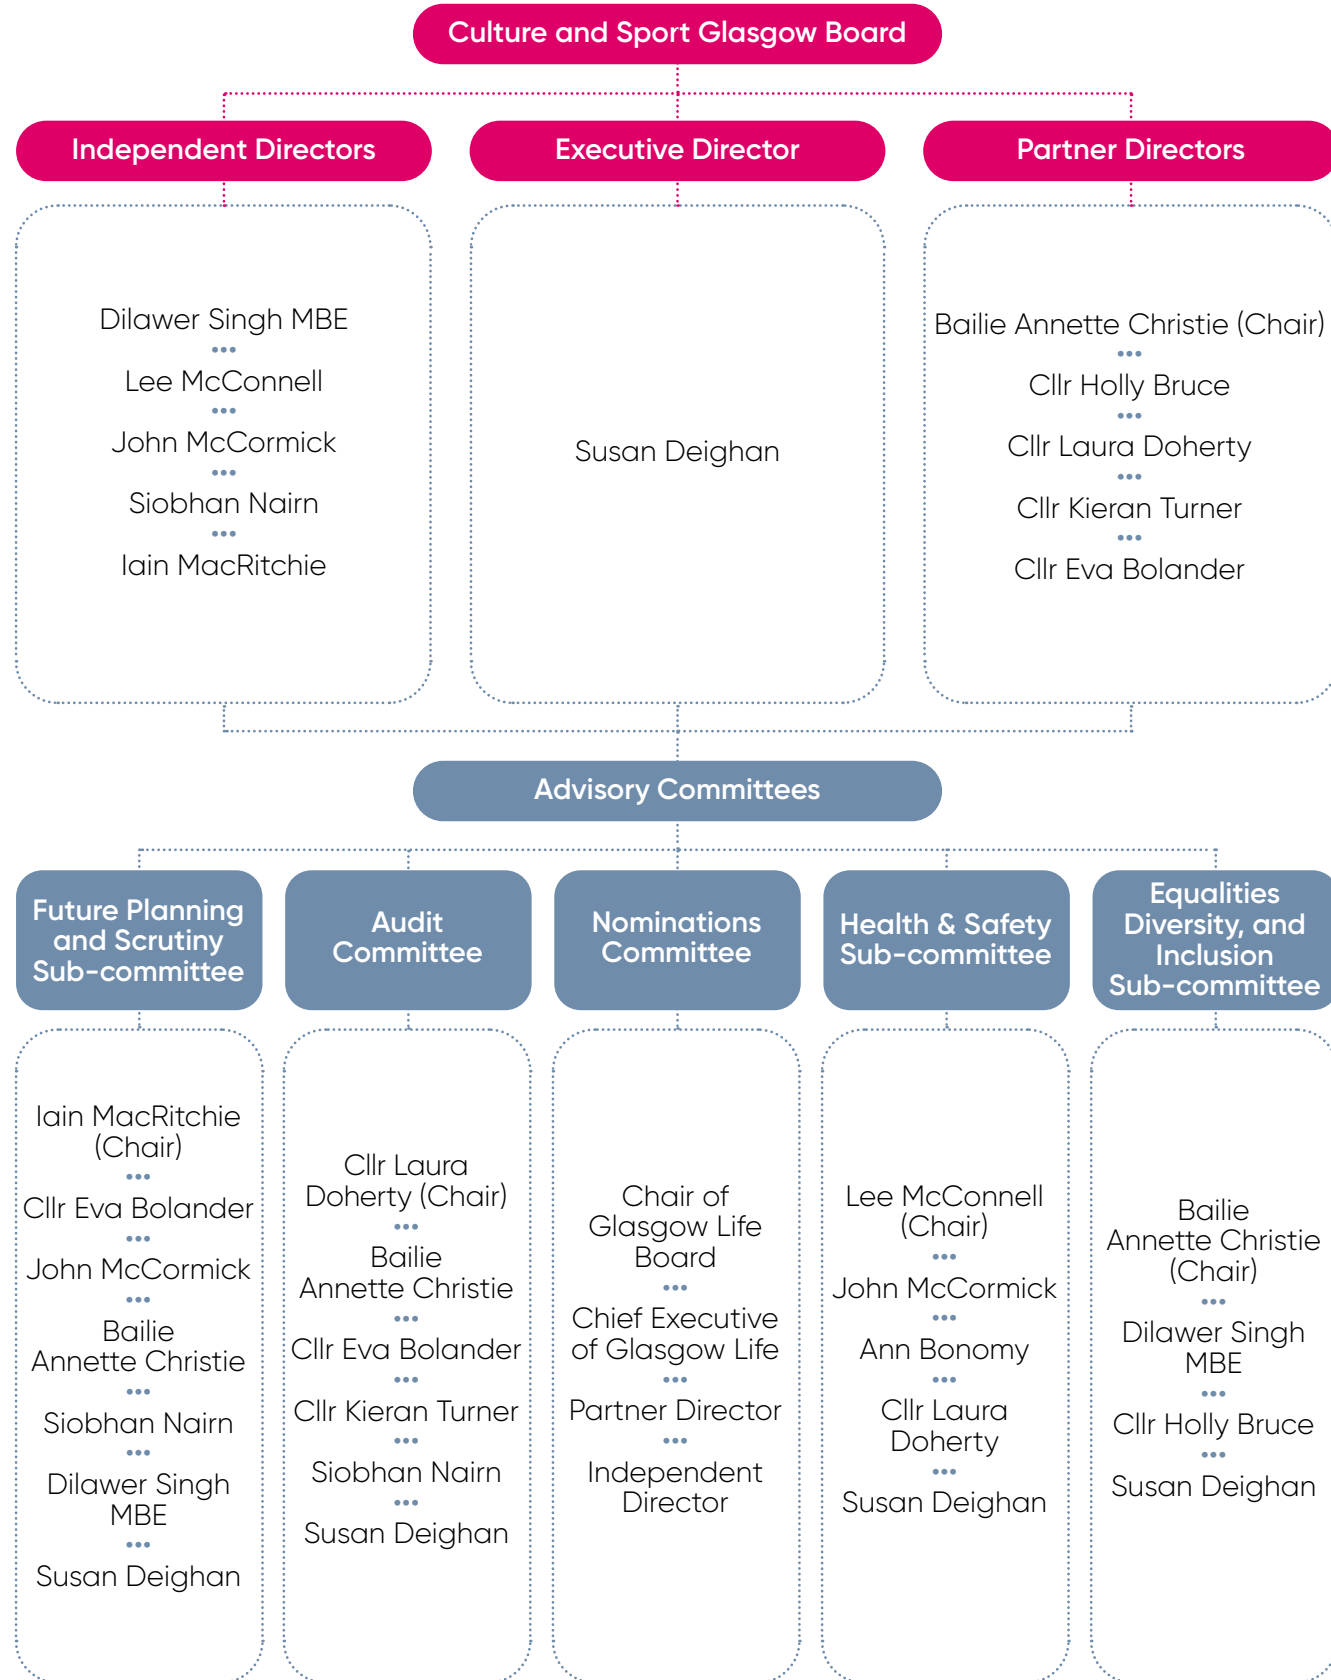 Culture and Sport Glasgow Board
Independent Directors
Dilawer Singh MBE
Lee McConnell
John McCormick
Siobhan Nairn
Iain MacRitchie
Executive Director
Susan Deighan
Partner Directors
Bailie Annette Christie (Chair)
Cllr Holly Bruce
Cllr Laura Doherty
Cllr Kieran Turner
Cllr Eva Bolander
Advisory Committees
Future Planning
and Scrutiny
Sub-committee
Iain MacRitchie
(Chair)
Cllr Eva Bolander
John McCormick
Bailie
Annette Christie
Siobhan Nairn
Dilawer Singh
MBE
Susan Deighan
Audit
Committee
Cllr Laura
Doherty (Chair)
Bailie
Annette Christie
Cllr Eva Bolander
Cllr Kieran Turner
Siobhan Nairn
Susan Deighan
Nominations
Committee
Chair of
Glasgow Life
Board
Chief Executive
of Glasgow Life
Partner Director
Independent
Director
Health & Safety
Sub-committee
Lee McConnell
(Chair)
John McCormick
Ann Bonomy
Cllr Laura
Doherty
Susan Deighan
Equalities
Diversity, and
Inclusion
Sub-committee
Bailie
Annette Christie
(Chair)
Dilawer Singh
MBE
Cllr Holly Bruce
Susan Deighan